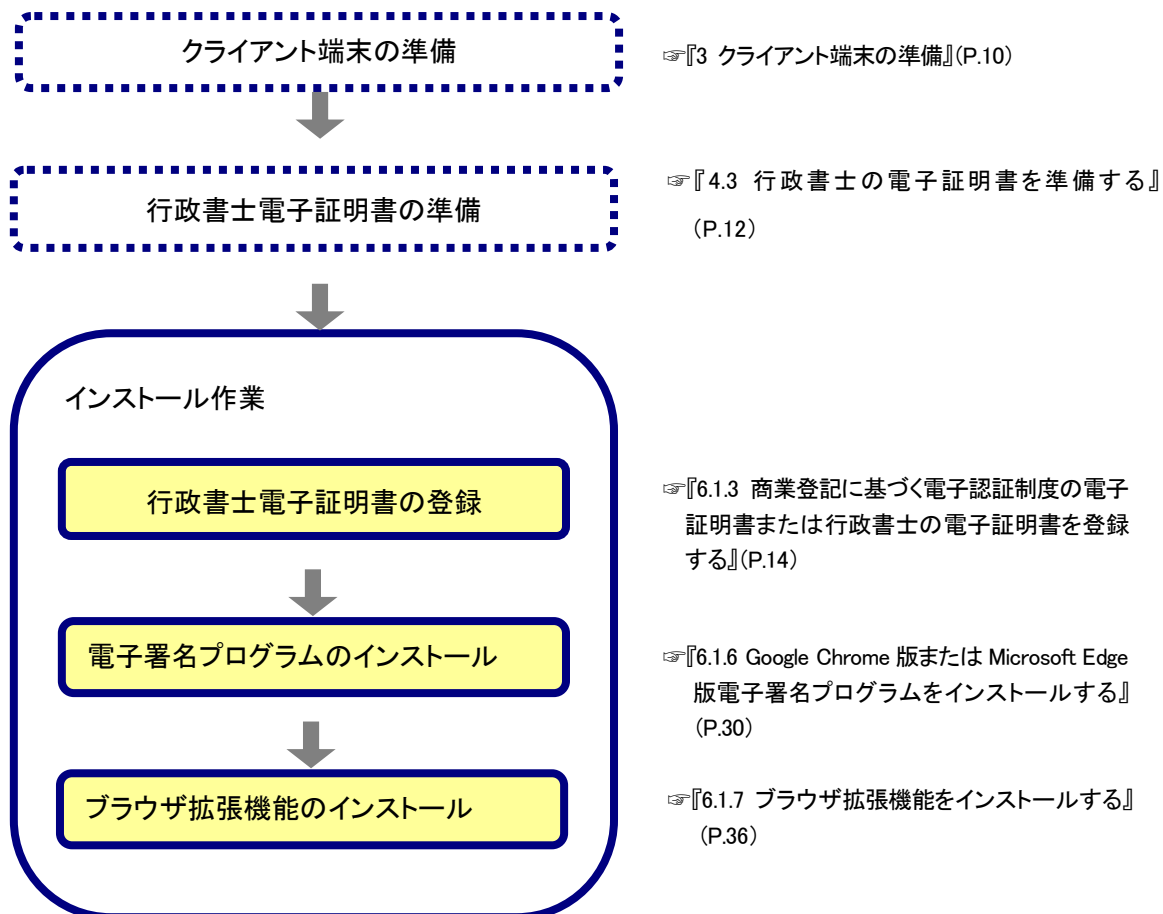 クライアント端末の準備
☞『3 クライアント端末の準備』(P.10)
行政書士電子証明書の準備
☞『4.3 行政書士の電子証明書を準備する』
(P.12)
インストール作業
行政書士電子証明書の登録
☞『6.1.3 商業登記に基づく電子認証制度の電子
証明書または行政書士の電子証明書を登録
する』(P.14)
電子署名プログラムのインストール
☞『6.1.6 Google Chrome 版または Microsoft Edge
版電子署名プログラムをインストールする』
(P.30)
ブラウザ拡張機能のインストール
☞『6.1.7 ブラウザ拡張機能をインストールする』
(P.36)